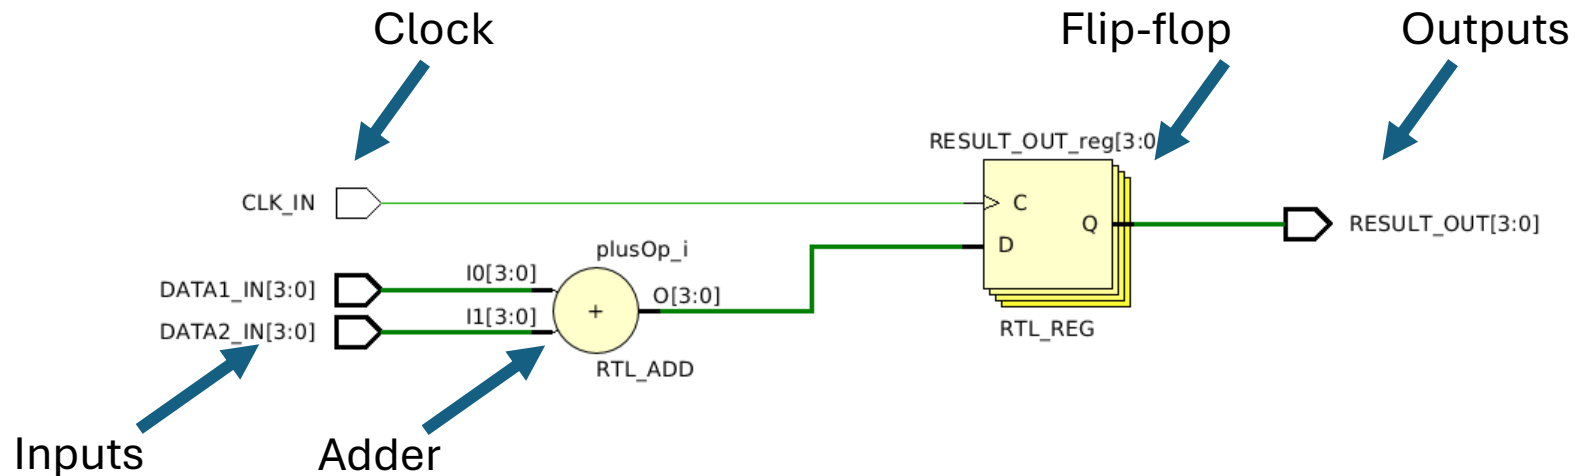 Clock
Flip-flop
Outputs
RESULT_OUT_reg[3:0
CLK_IN
C
Q
D
RESULT_OUT[3:0]
plusOp_i
DATA1_IN[3:0]
I0[3:0]
+
O[3:0]
DATA2_IN[3:0]
I1[3:0]
RTL_REG
RTL_ADD
Inputs
Adder